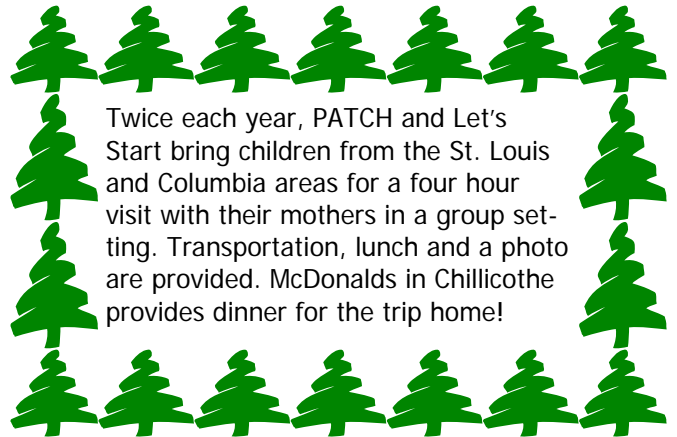 Twice each year, PATCH and Let's
Start bring children from the St. Louis
and Columbia areas for a four hour
visit with their mothers in a group set-
ting. Transportation, lunch and a photo
are provided. McDonalds in Chillicothe
provides dinner for the trip home!